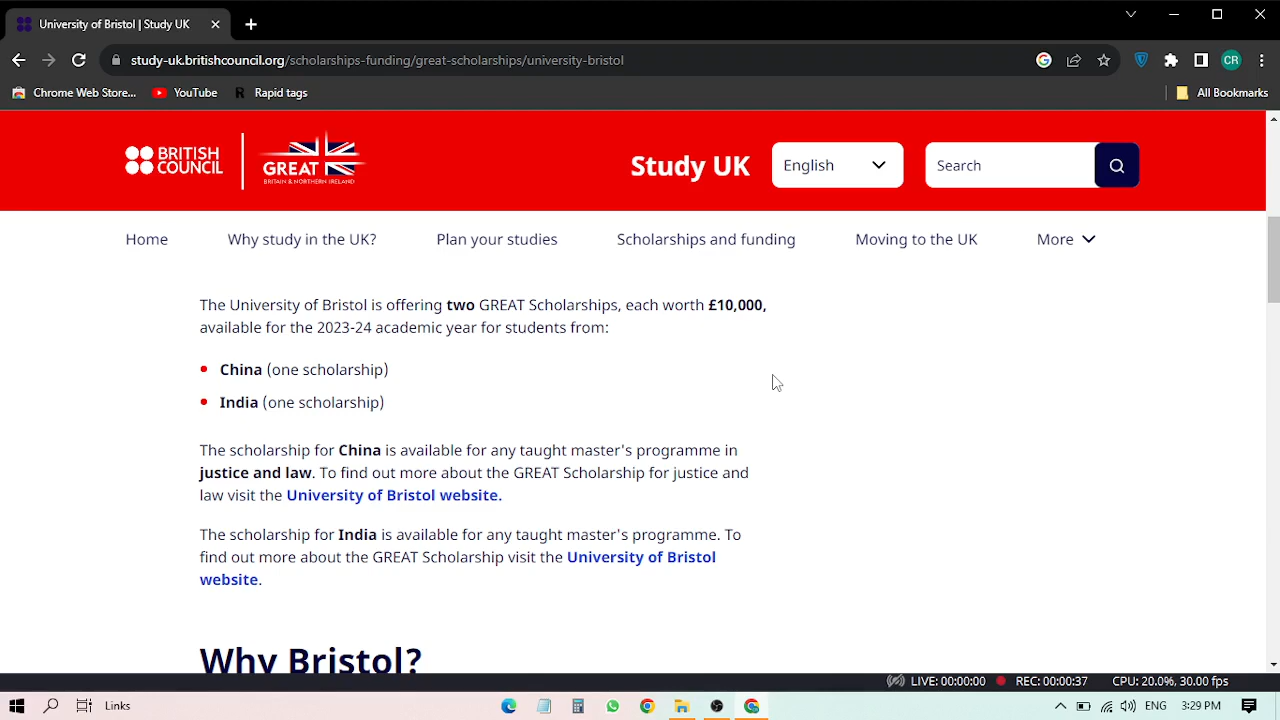 University of Bristol | Study UK
study-uk.britishcouncil.org/scholarships-funding/great-scholarships/university-bristol
CR
Chrome Web Store...
YouTube
R Rapid tags
All Bookmarks
BRITISH
COUNCIL
GREAT
BRITAIN & NORTHERN IRELAND
Study UK
English
Search
Home
Why study in the UK?
Plan your studies
Scholarships and funding
Moving to the UK
More
The University of Bristol is offering two GREAT Scholarships, each worth £10,000,
available for the 2023-24 academic year for students from:
China (one scholarship)
India (one scholarship)
The scholarship for China is available for any taught master's programme in
justice and law. To find out more about the GREAT Scholarship for justice and
law visit the University of Bristol website.
The scholarship for India is available for any taught master's programme. To
find out more about the GREAT Scholarship visit the University of Bristol
website.
Why Bristol?
LIVE: 00:00:00
REC: 00:00:37
CPU: 20.0%, 30.00 fps
Links
ENG
3:29 PM